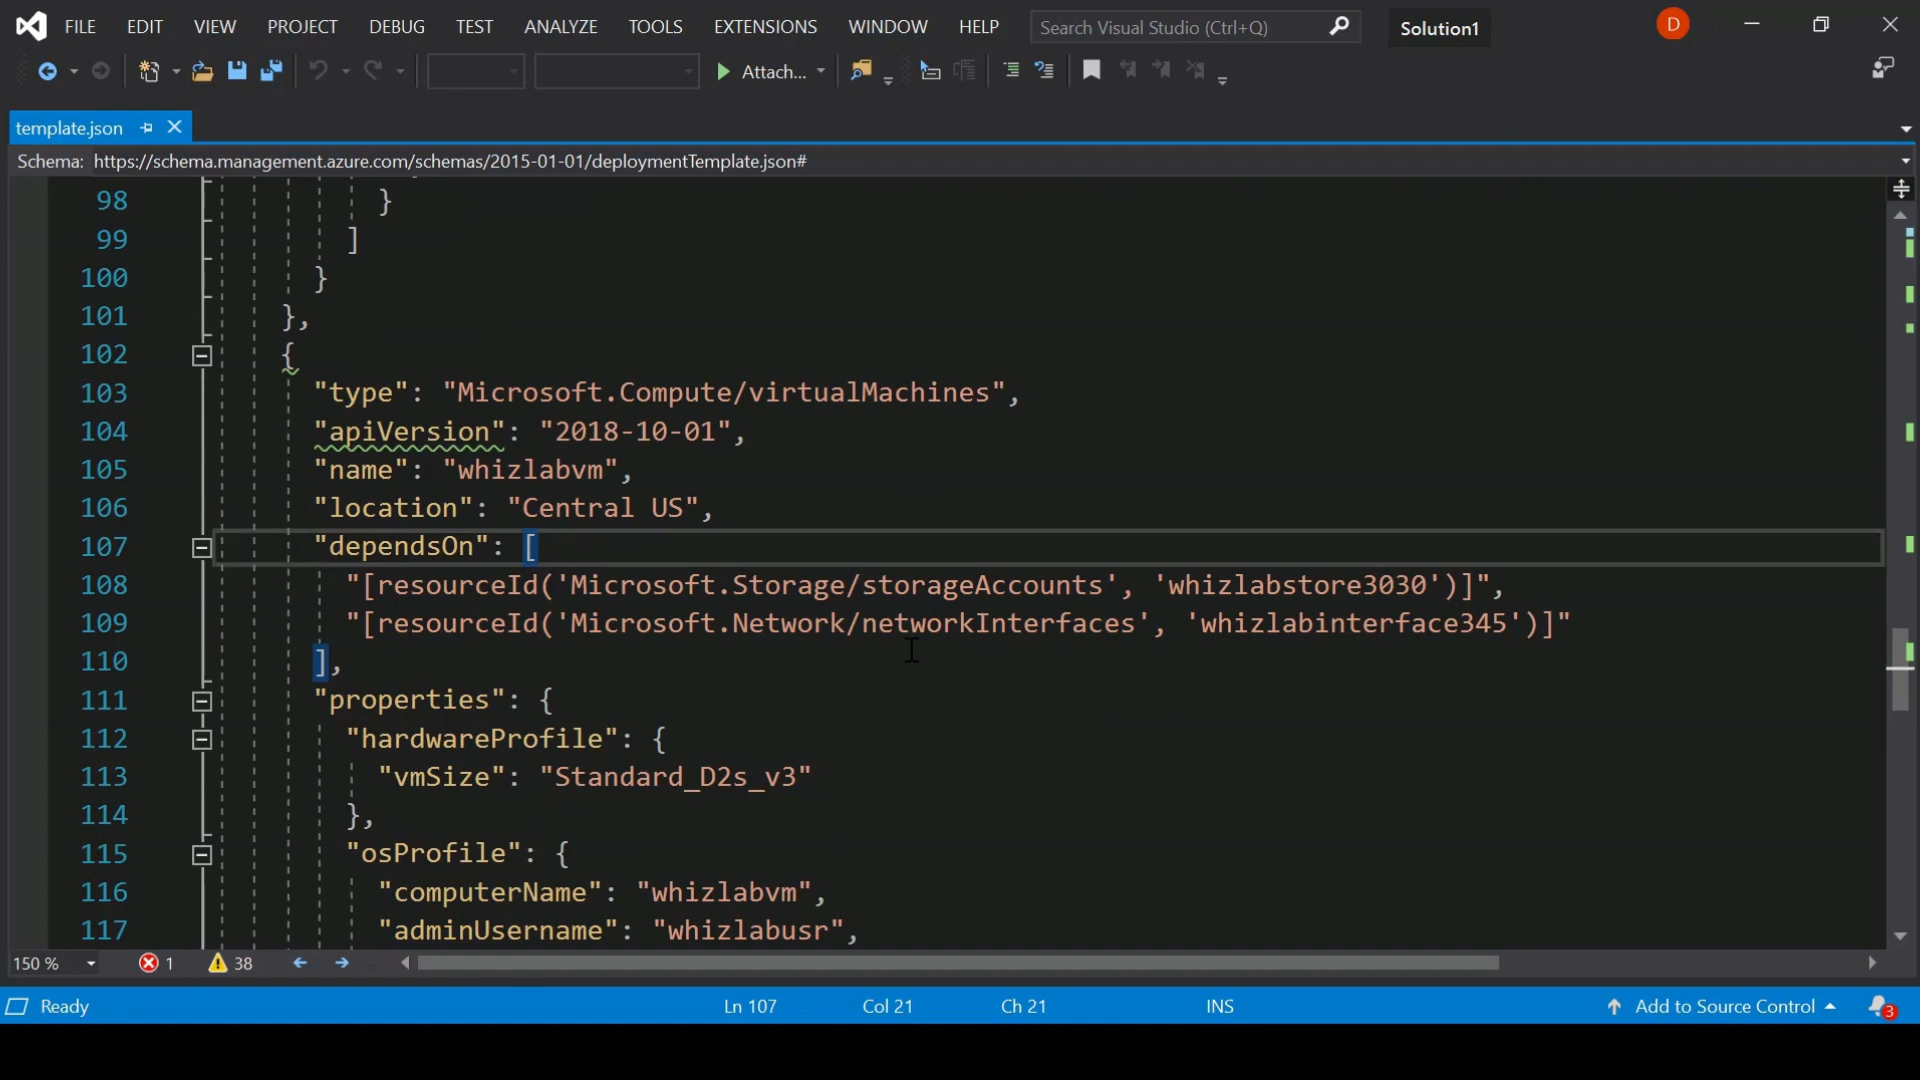 FILE EDIT VIEW PROJECT DEBUG TEST ANALYZE TOOLS EXTENSIONS WINDOW HELP Search Visual Studio (Ctrl+Q) Solution1 D
Attach...
template.json
Schema: https://schema.management.azure.com/schemas/2015-01-01/deploymentTemplate.json#
98 }
99 ]
100 }
101 },
102 {
103 "type": "Microsoft.Compute/virtualMachines",
104 "apiVersion": "2018-10-01",
105 "name": "whizlabvm",
106 "location": "Central US",
107 "dependsOn": [
108 "[resourceId('Microsoft.Storage/storageAccounts', 'whizlabstore3030')]",
109 "[resourceId('Microsoft.Network/networkInterfaces', 'whizlabinterface345')]"
110 ],
111 "properties": {
112 "hardwareProfile": {
113 "vmSize": "Standard_D2s_v3"
114 },
115 "osProfile": {
116 "computerName": "whizlabvm",
117 "adminUsername": "whizlabusr",
150 % 1 38
Ready Ln 107 Col 21 Ch 21 INS Add to Source Control 3